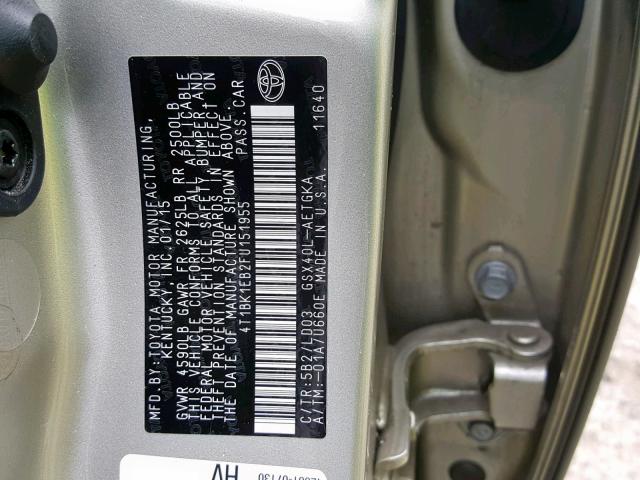 MFD.BY:TOYOTA MOTOR MANUFACTURING,
KENTUCKY, INC. 01/15
GVWR 4590LB GAWR FR 2625LB RR 2500LB
THIS VEHICLE CONFORMS TO ALL APPLICABLE
FEDERAL MOTOR VEHICLE SAFETY, BUMPER, AND
THEFT PREVENTION STANDARDS IN EFFECT ON
THE DATE OF MANUFACTURE SHOWN ABOVE.
4T1BK1EB2FU151955 PASS.CAR
C/TR:5B2/LD03 GSX40L-AETGKA
A/TM:-01A/U660E MADE IN U.S.A. 11640
HV